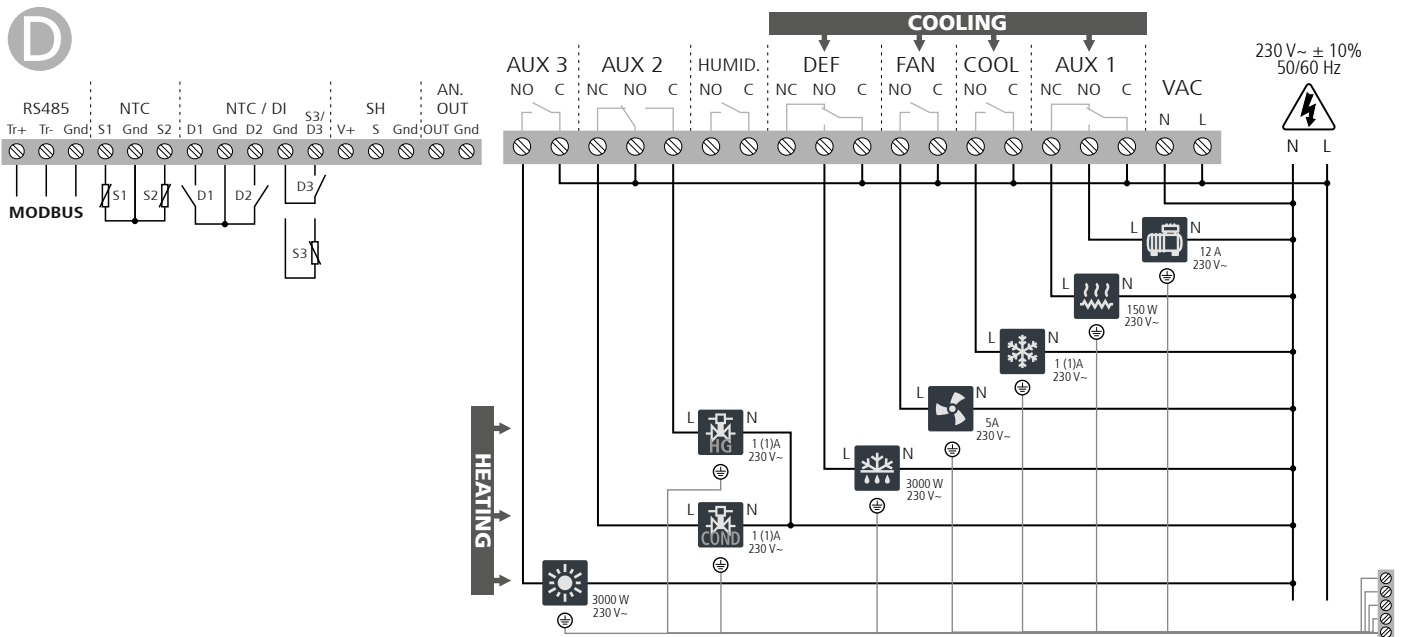 D
COOLING
230 V~ ± 10%
50/60 Hz
AUX 3 AUX 2 HUMID. DEF FAN COOL AUX 1 VAC
NO C NC NO C NO C NC NO C NO C NO C NC NO C N L
N L
RS485 NTC NTC / DI SH AN. OUT
Tr+ Tr- Gnd S1 Gnd S2 D1 Gnd D2 Gnd S3/D3 V+ S Gnd OUT Gnd
MODBUS
S1 S2 D1 D2 D3
S3
L N
12 A
230 V~
L N
150 W
230 V~
L N
1 (1)A
230 V~
L N
5A
230 V~
HEATING
L N
HG
1 (1)A
230 V~
L N
3000 W
230 V~
L N
COND
1 (1)A
230 V~
3000 W
230 V~